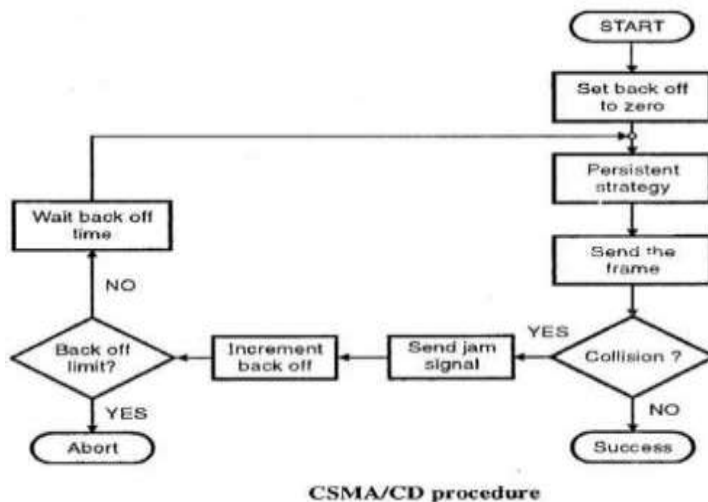 START
Set back off
to zero
Persistent
strategy
Send the
frame
Collision ?
YES
NO
Success
Send jam
signal
Increment
back off
Back off
limit?
NO
YES
Wait back off
time
Abort
CSMA/CD procedure